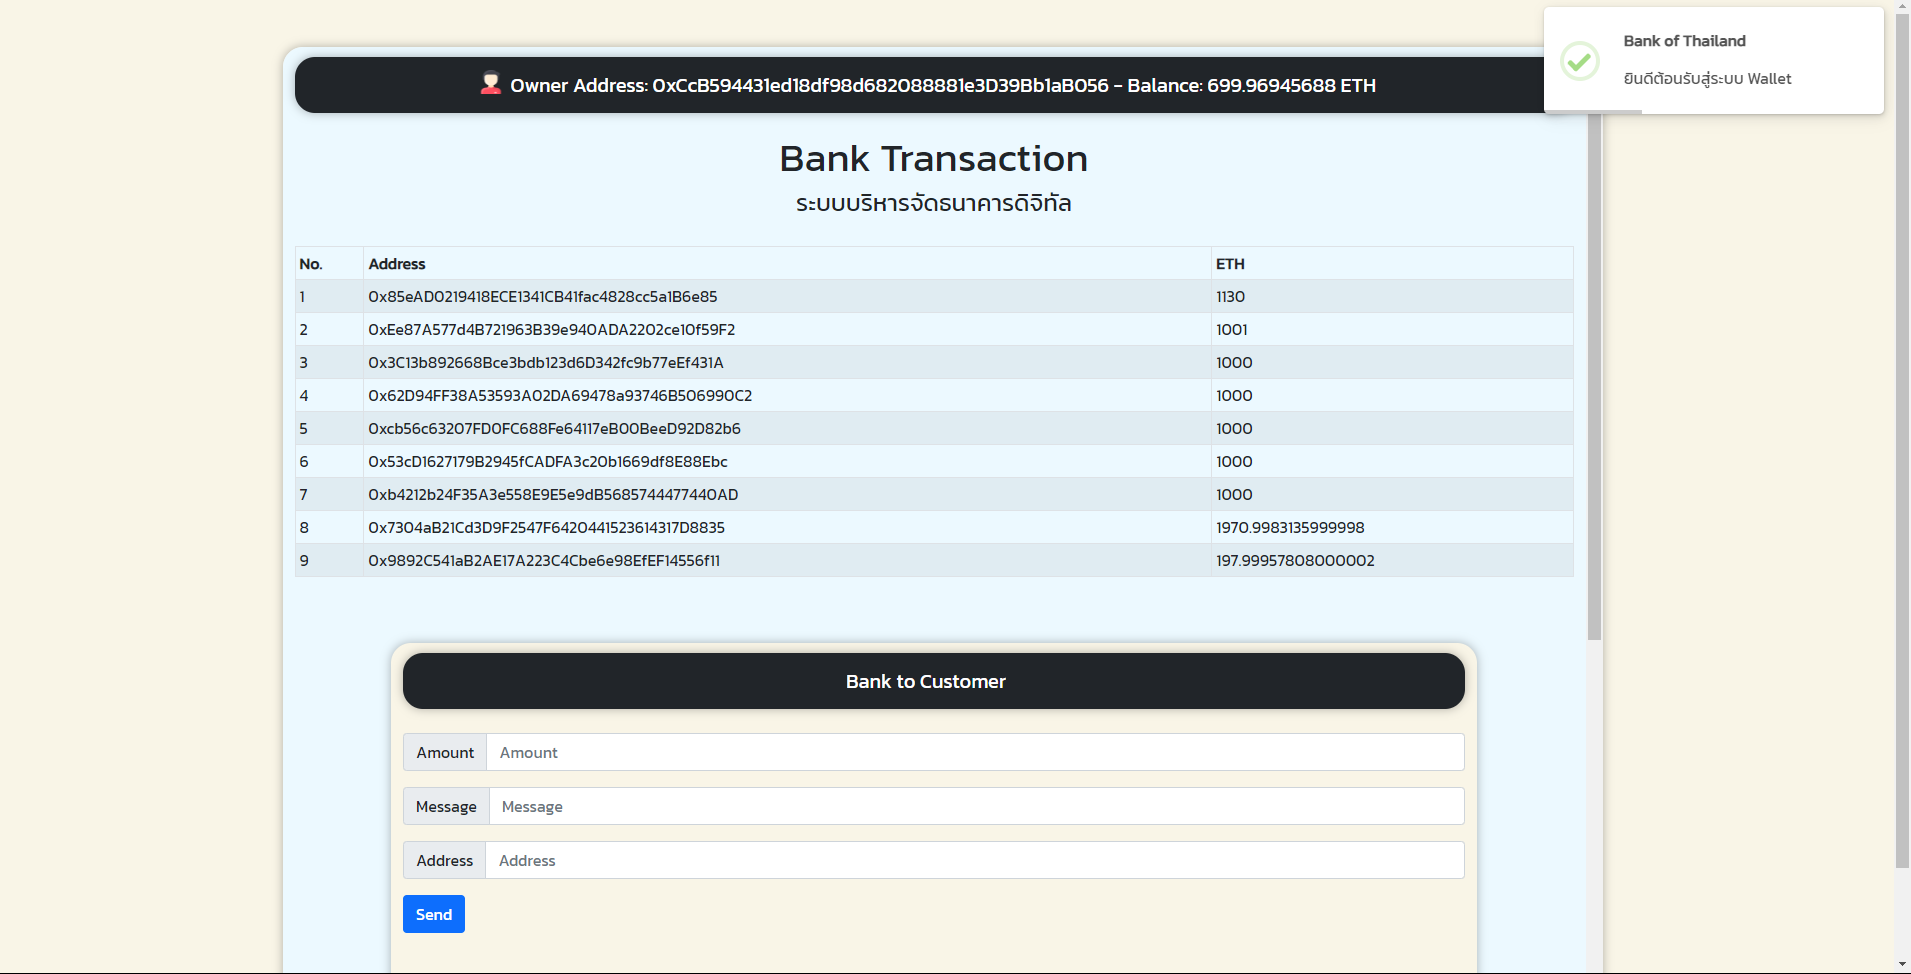 Bank of Thailand
ยินดีต้อนรับสู่ระบบ Wallet
Owner Address: 0xCcB594431ed18df98d682088881e3D39Bb1aB056 - Balance: 699.96945688 ETH
Bank Transaction
ระบบบริหารจัดธนาคารดิจิทัล
No. Address ETH
1 0x85eAD0219418ECE1341CB41fac4828cc5a1B6e85 1130
2 0xEe87A577d4B721963B39e940ADA2202ce10f59F2 1001
3 0x3C13b892668Bce3bdb123d6D342fc9b77eEf431A 1000
4 0x62D94FF38A53593A02DA69478a93746B506990C2 1000
5 0xcb56c63207FD0FC688Fe64117eB00BeeD92D82b6 1000
6 0x53cD1627179B2945fCADFA3c20b1669df8E88Ebc 1000
7 0xb4212b24F35A3e558E9E5e9dB568574447744OAD 1000
8 0x7304aB21Cd3D9F2547F6420441523614317D8835 1970.9983135999998
9 0x9892C541aB2AE17A223C4Cbe6e98EfEF14556f11 197.99957808000002
Bank to Customer
Amount Amount
Message Message
Address Address
Send